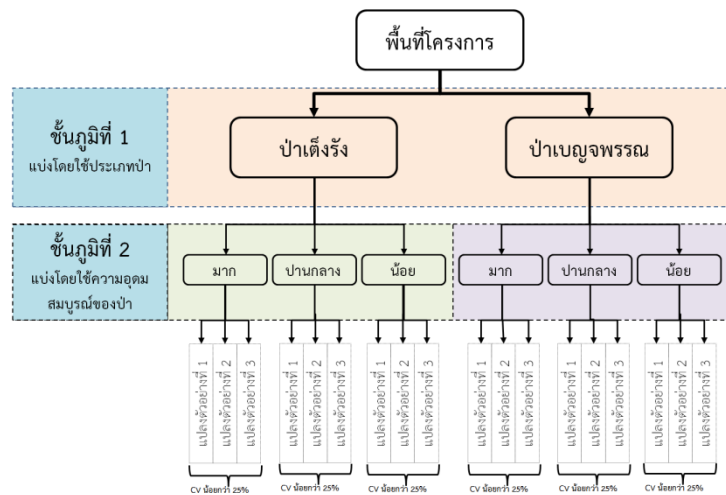 พื้นที่โครงการ
ชั้นภูมิที่ 1
แบ่งโดยใช้ประเภทป่า
ป่าเต็งรัง
ป่าเบญจพรรณ
ชั้นภูมิที่ 2
แบ่งโดยใช้ความอุดม
สมบูรณ์ของป่า
มาก
ปานกลาง
น้อย
มาก
ปานกลาง
น้อย
แปลงตัวอย่างที่ 1
แปลงตัวอย่างที่ 2
แปลงตัวอย่างที่ 3
แปลงตัวอย่างที่ 1
แปลงตัวอย่างที่ 2
แปลงตัวอย่างที่ 3
แปลงตัวอย่างที่ 1
แปลงตัวอย่างที่ 2
แปลงตัวอย่างที่ 3
แปลงตัวอย่างที่ 1
แปลงตัวอย่างที่ 2
แปลงตัวอย่างที่ 3
แปลงตัวอย่างที่ 1
แปลงตัวอย่างที่ 2
แปลงตัวอย่างที่ 3
แปลงตัวอย่างที่ 1
แปลงตัวอย่างที่ 2
แปลงตัวอย่างที่ 3
CV น้อยกว่า 25%
CV น้อยกว่า 25%
CV น้อยกว่า 25%
CV น้อยกว่า 25%
CV น้อยกว่า 25%
CV น้อยกว่า 25%